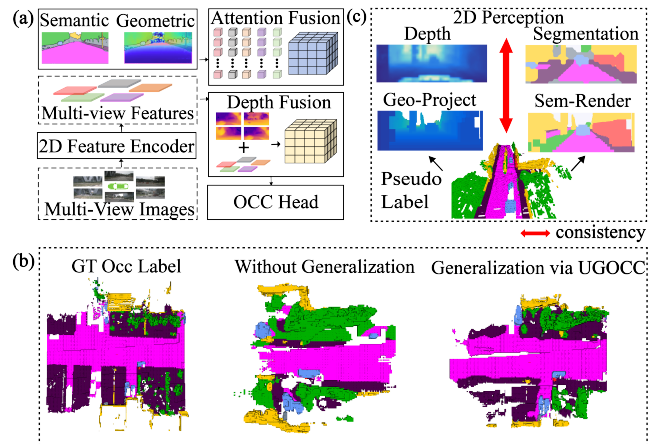 (a)
Semantic Geometric
Multi-view Features
2D Feature Encoder
Multi-View Images
Attention Fusion
Depth Fusion
+
OCC Head
(c)
2D Perception
Depth
Segmentation
Geo-Project
Sem-Render
Pseudo
Label
consistency
(b)
GT Occ Label
Without Generalization
Generalization via UGOCC